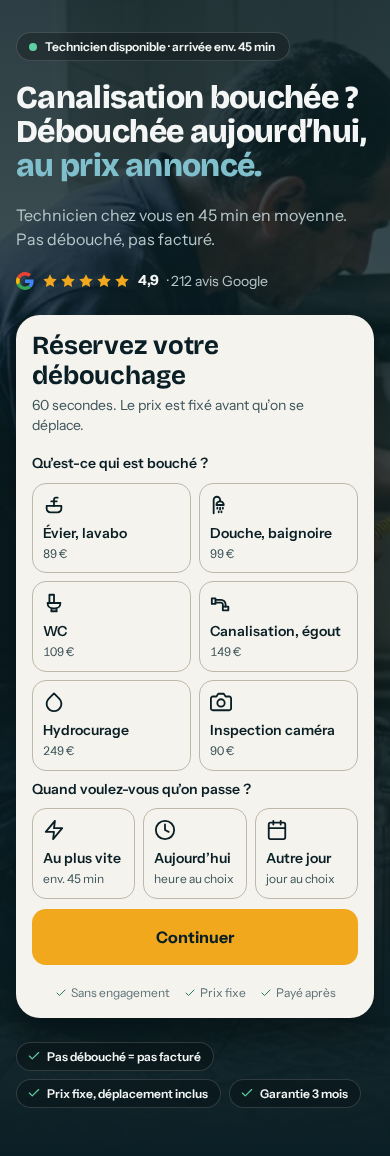 Technicien disponible · arrivée env. 45 min
Canalisation bouchée ?
Débouchée aujourd’hui,
au prix annoncé.
Technicien chez vous en 45 min en moyenne.
Pas débouché, pas facturé.
4,9 · 212 avis Google
Réservez votre
débouchage
60 secondes. Le prix est fixé avant qu’on se
déplace.
Qu’est-ce qui est bouché ?
Évier, lavabo
89 €
Douche, baignoire
99 €
WC
109 €
Canalisation, égout
149 €
Hydrocurage
249 €
Inspection caméra
90 €
Quand voulez-vous qu’on passe ?
Au plus vite
env. 45 min
Aujourd’hui
heure au choix
Autre jour
jour au choix
Continuer
Sans engagement
Prix fixe
Payé après
Pas débouché = pas facturé
Prix fixe, déplacement inclus
Garantie 3 mois